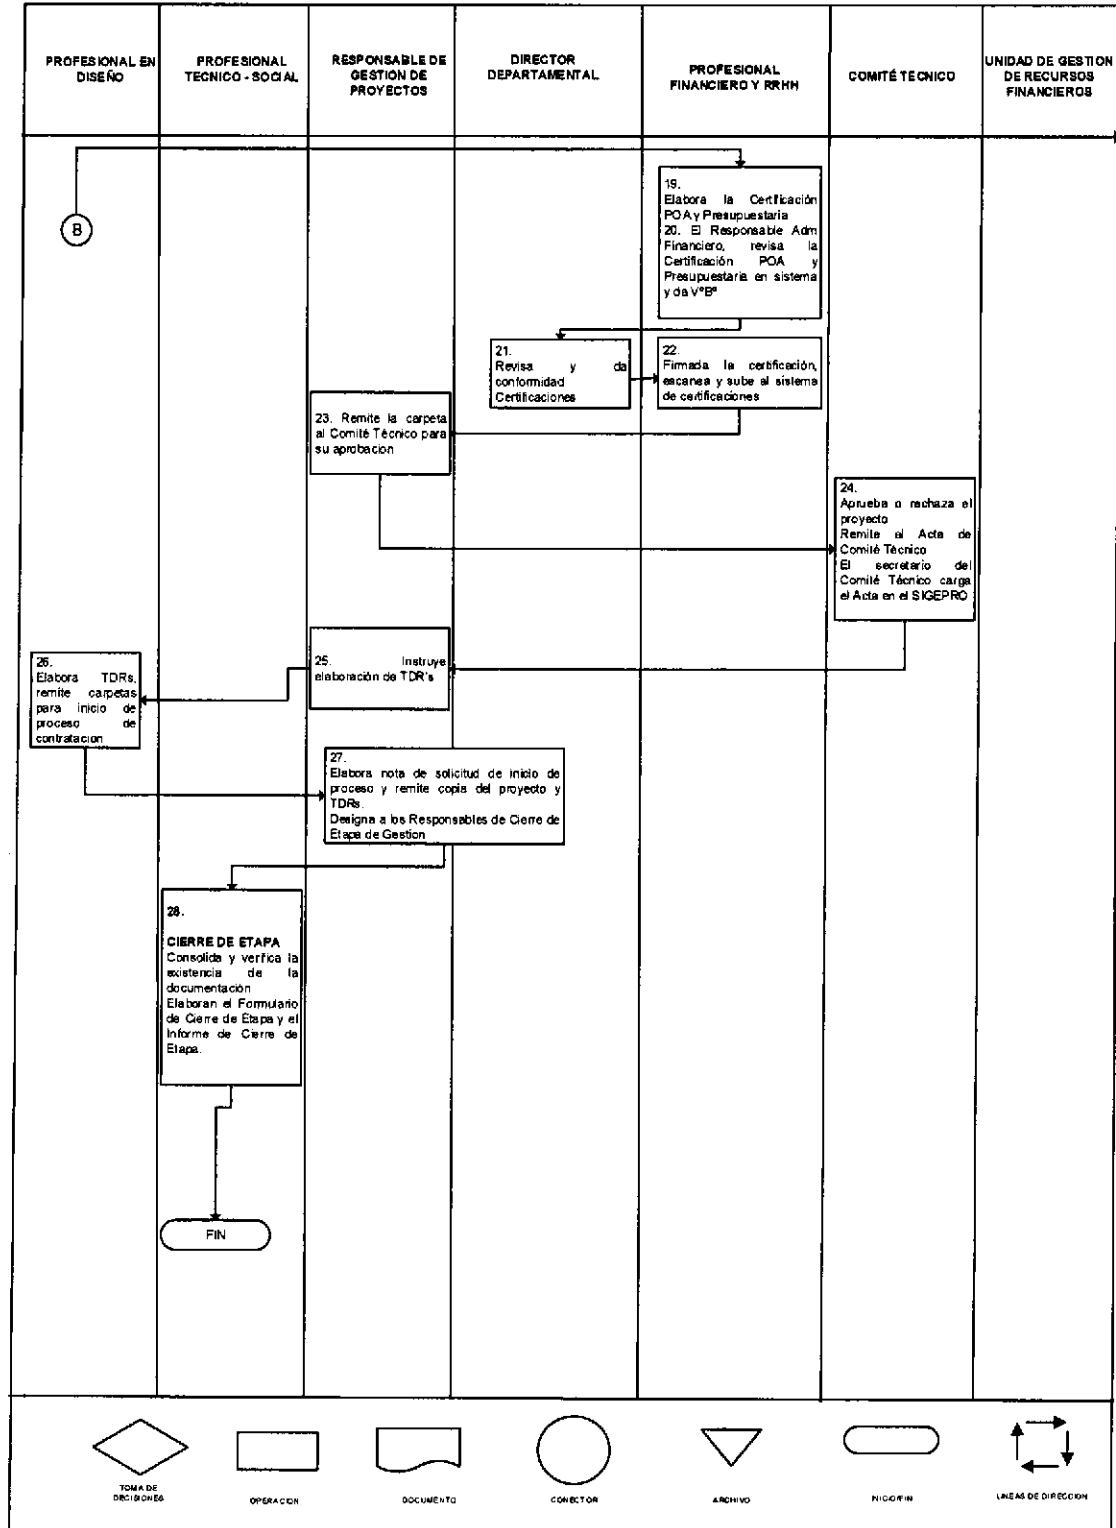 PROFESIONAL EN
DISEÑO
PROFESIONAL
TECNICO - SOCIAL
RESPONSABLE DE
GESTION DE
PROYECTOS
DIRECTOR
DEPARTAMENTAL
PROFESIONAL
FINANCIERO Y RRHH
COMITÉ TECNICO
UNIDAD DE GESTION
DE RECURSOS
FINANCIEROS
B
19.
Elabora la Certificación
POA y Presupuestaria
20. El Responsable Adm
Financiero, revisa la
Certificación POA y
Presupuestaria en sistema
y da VºBº
21.
Revisa y da
conformidad
Certificaciones
22.
Firmada la certificación,
escanea y sube al sistema
de certificaciones
23. Remite la carpeta
al Comité Técnico para
su aprobacion
24.
Aprueba o rechaza el
proyecto
Remite el Acta de
Comité Técnico
El secretario del
Comité Técnico carga
el Acta en el SIGEPRO
25. Instruye
elaboración de TDR's
26.
Elabora TDRs,
remite carpetas
para inicio de
proceso de
contratacion
27.
Elabora nota de solicitud de inicio de
proceso y remite copia del proyecto y
TDRs.
Designa a los Responsables de Cierre de
Etapa de Gestion
28.
CIERRE DE ETAPA
Consolida y verfica la
existencia de la
documentación
Elaboran el Formulario
de Cierre de Etapa y el
Informe de Cierre de
Etapa.
FIN
TOMA DE
DECISIONES
OPERACION
DOCUMENTO
CONECTOR
ARCHIVO
INICIO/FIN
LINEAS DE DIRECCION